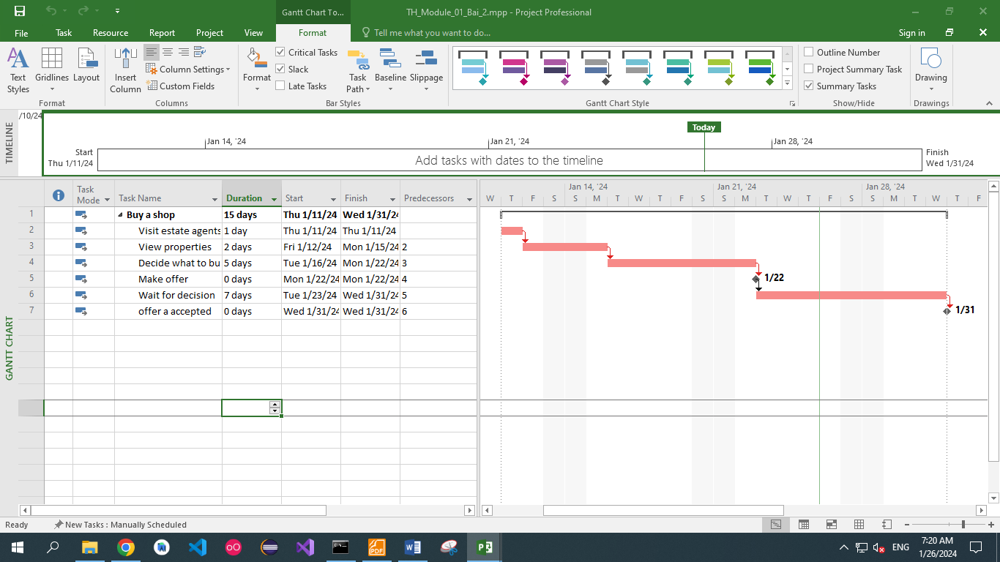 Gantt Chart To...
TH_Module_01_Bai_2.mpp - Project Professional
File Task Resource Report Project View Format Tell me what you want to do... Sign in
Text Styles
Gridlines
Layout
Format
Insert Column
Column Settings
Custom Fields
Columns
Format
Critical Tasks
Slack
Late Tasks
Task Path
Baseline
Slippage
Bar Styles
Gantt Chart Style
Outline Number
Project Summary Task
Summary Tasks
Show/Hide
Drawing
Drawings
TIMELINE
/10/24
Today
Jan 14, '24 Jan 21, '24 Jan 28, '24
Start
Thu 1/11/24
Add tasks with dates to the timeline
Finish
Wed 1/31/24
GANTT CHART
Task Mode Task Name Duration Start Finish Predecessors
Jan 14, '24 Jan 21, '24 Jan 28, '24
W T F S S M T W T F S S M T W T F S S M T W T F
1 Buy a shop 15 days Thu 1/11/24 Wed 1/31/24
2 Visit estate agents 1 day Thu 1/11/24 Thu 1/11/24
3 View properties 2 days Fri 1/12/24 Mon 1/15/24 2
4 Decide what to bu 5 days Tue 1/16/24 Mon 1/22/24 3
5 Make offer 0 days Mon 1/22/24 Mon 1/22/24 4 1/22
6 Wait for decision 7 days Tue 1/23/24 Wed 1/31/24 5
7 offer a accepted 0 days Wed 1/31/24 Wed 1/31/24 6 1/31
Ready New Tasks : Manually Scheduled
PDF
ENG
7:20 AM
1/26/2024